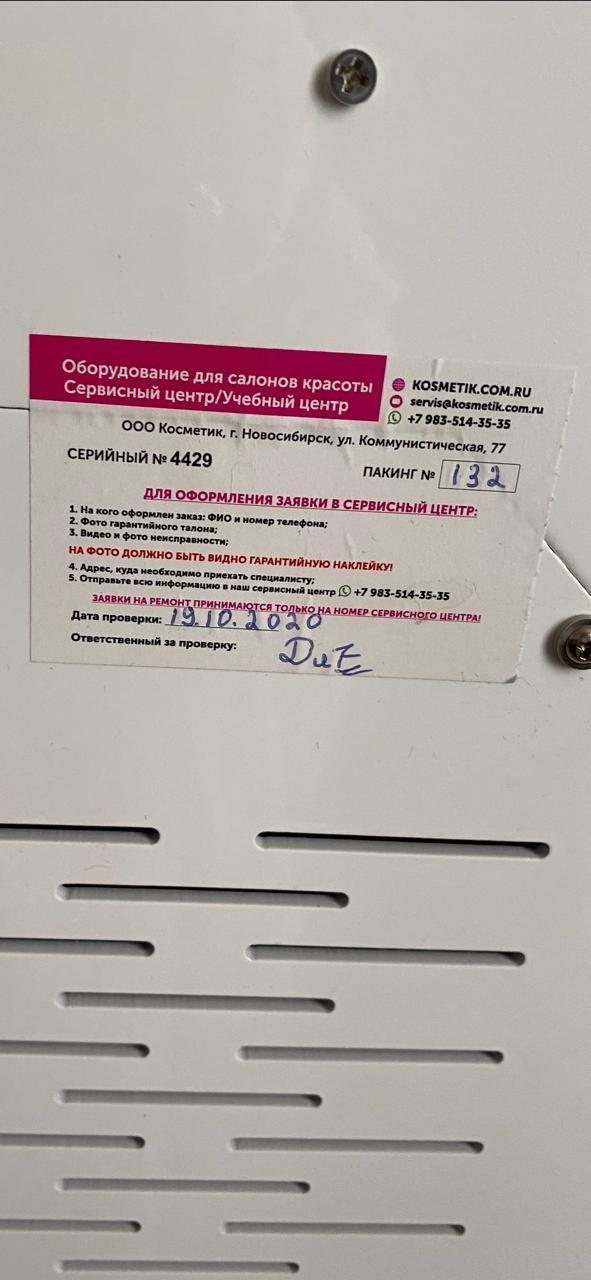 Оборудование для салонов красоты
Сервисный центр/Учебный центр
KOSMETIK.COM.RU
servis@kosmetik.com.ru
+7 983-514-35-35
ООО Косметик, г. Новосибирск, ул. Коммунистическая, 77
СЕРИЙНЫЙ № 4429
ПАКИНГ № 132
ДЛЯ ОФОРМЛЕНИЯ ЗАЯВКИ В СЕРВИСНЫЙ ЦЕНТР:
1. На кого оформлен заказ: ФИО и номер телефона;
2. Фото гарантийного талона;
3. Видео и фото неисправности;
НА ФОТО ДОЛЖНО БЫТЬ ВИДНО ГАРАНТИЙНУЮ НАКЛЕЙКУ!
4. Адрес, куда необходимо приехать специалисту;
5. Отправьте всю информацию в наш сервисный центр +7 983-514-35-35
ЗАЯВКИ НА РЕМОНТ ПРИНИМАЮТСЯ ТОЛЬКО НА НОМЕР СЕРВИСНОГО ЦЕНТРА!
Дата проверки: 19.10.2020
Ответственный за проверку: